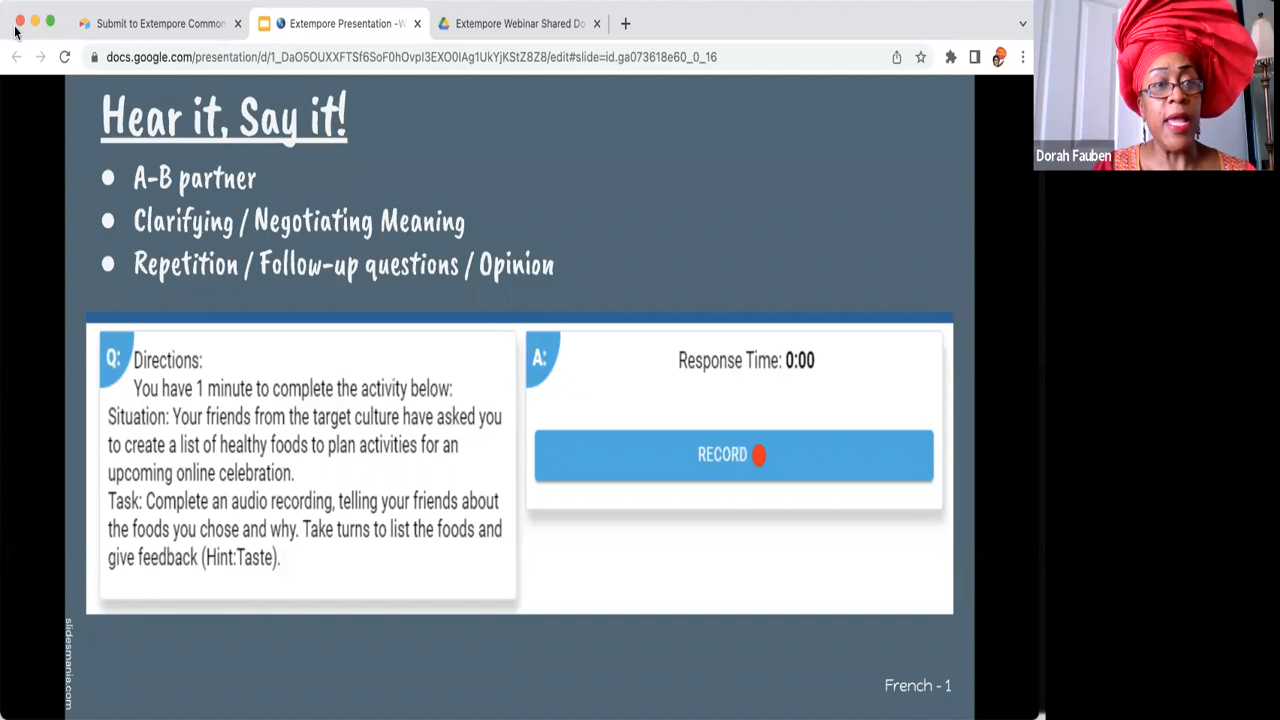 Submit to Extempore Common
Extempore Presentation - W
Extempore Webinar Shared Do
docs.google.com/presentation/d/1_DaO5OUXXFTSf6SoF0hOvpI3EXO0IAg1UkYjKStZ8Z8/edit#slide=id.ga073618e60_0_16
Dorah Fauben
Hear it, Say it!
● A-B partner
● Clarifying / Negotiating Meaning
● Repetition / Follow-up questions / Opinion
Q:
Directions:
You have 1 minute to complete the activity below:
Situation: Your friends from the target culture have asked you
to create a list of healthy foods to plan activities for an
upcoming online celebration.
Task: Complete an audio recording, telling your friends about
the foods you chose and why. Take turns to list the foods and
give feedback (Hint:Taste).
A:
Response Time: 0:00
RECORD
slidesmania.com
French - 1